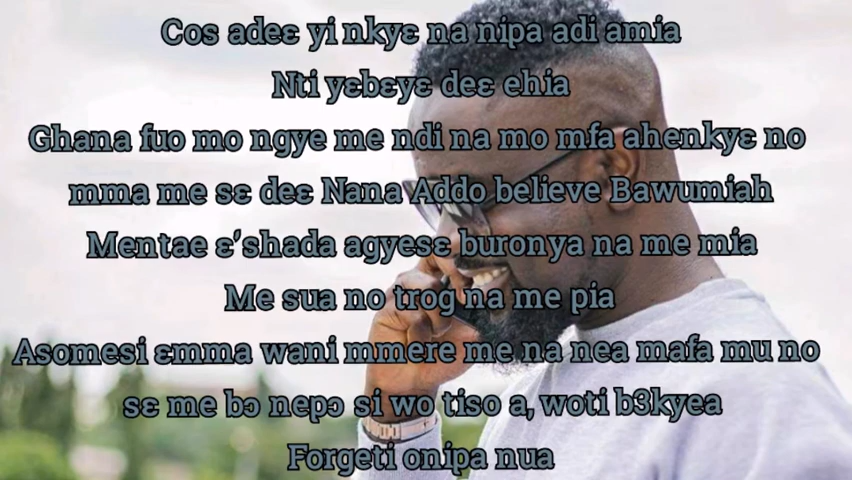 Cos adeɛ yi nkyɛ na nipa adi amia
Nti yɛbɛyɛ deɛ ehia
Ghana fuo mo ngye me ndi na mo mfa ahenkyɛ no
mma me sɛ deɛ Nana Addo believe Bawumiah
Mentae ɛ'shada agyesɛ buronya na me mia
Me sua no trog na me pia
Asomesi ɛmma wani mmere me na nea mafa mu no
sɛ me bɔ nepɔ si wo tiso a, woti b3kyea
Forgeti onipa nua